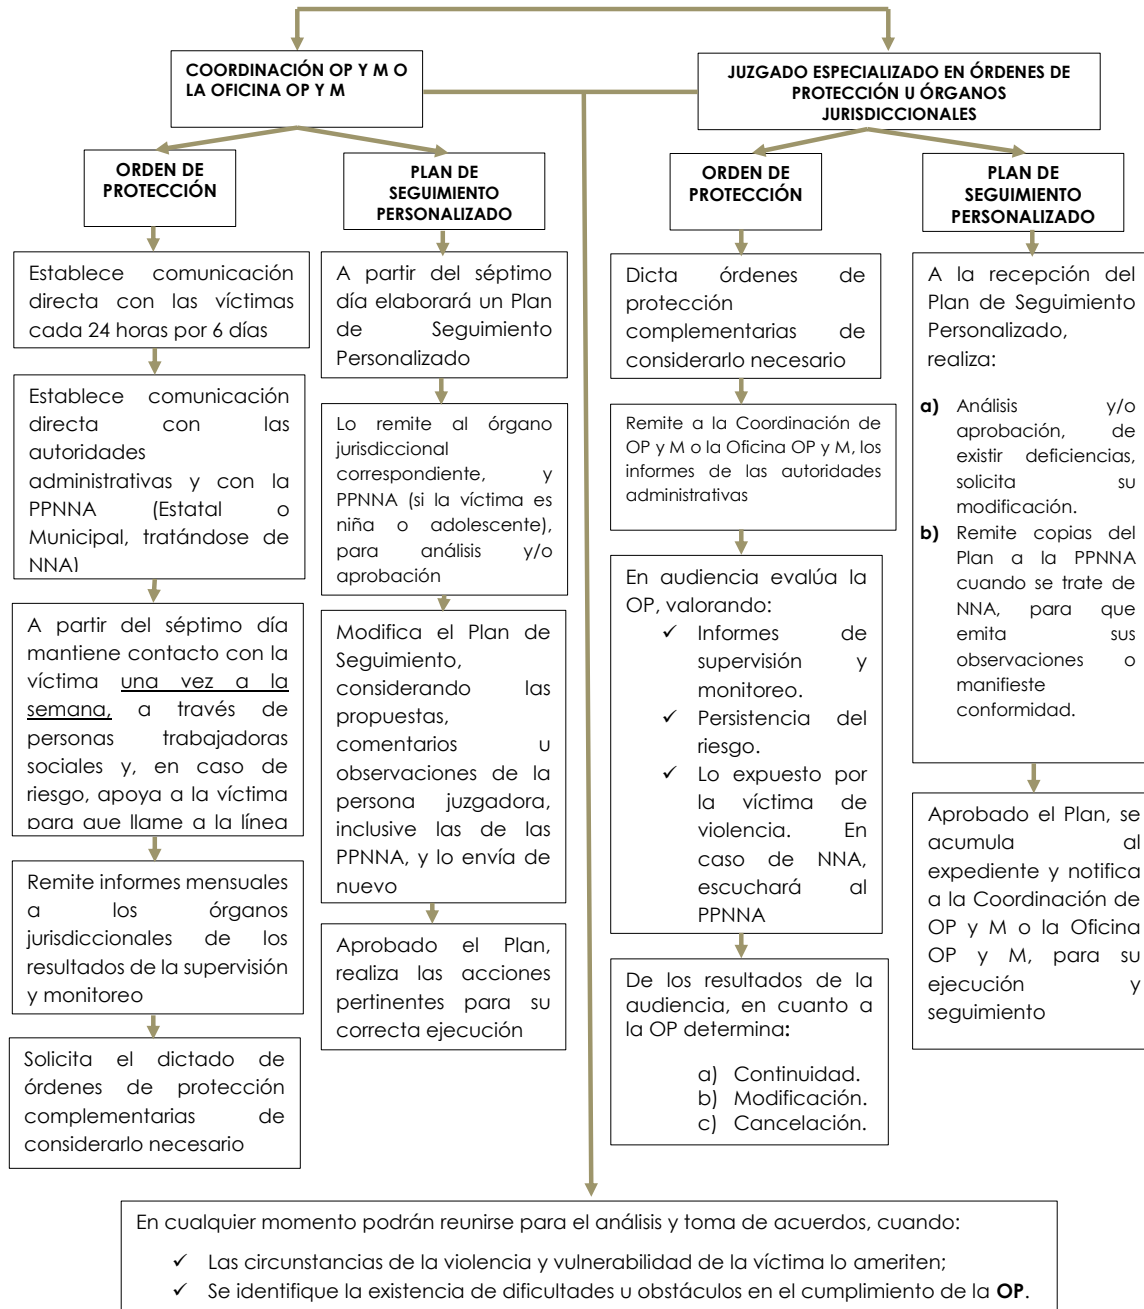 COORDINACIÓN OP Y M O
LA OFICINA OP Y M
JUZGADO ESPECIALIZADO EN ÓRDENES DE
PROTECCIÓN U ÓRGANOS
JURISDICCIONALES
ORDEN DE
PROTECCIÓN
PLAN DE
SEGUIMIENTO
PERSONALIZADO
ORDEN DE
PROTECCIÓN
PLAN DE
SEGUIMIENTO
PERSONALIZADO
Establece comunicación
directa con las víctimas
cada 24 horas por 6 días
Establece comunicación
directa con las
autoridades
administrativas y con la
PPNNA (Estatal o
Municipal, tratándose de
NNA)
A partir del séptimo día
mantiene contacto con la
víctima una vez a la
semana, a través de
personas trabajadoras
sociales y, en caso de
riesgo, apoya a la víctima
para que llame a la línea
Remite informes mensuales
a los órganos
jurisdiccionales de los
resultados de la supervisión
y monitoreo
Solicita el dictado de
órdenes de protección
complementarias de
considerarlo necesario
A partir del séptimo
día elaborará un Plan
de Seguimiento
Personalizado
Lo remite al órgano
jurisdiccional
correspondiente, y
PPNNA (si la víctima es
niña o adolescente),
para análisis y/o
aprobación
Modifica el Plan de
Seguimiento,
considerando las
propuestas,
comentarios u
observaciones de la
persona juzgadora,
inclusive las de las
PPNNA, y lo envía de
nuevo
Aprobado el Plan,
realiza las acciones
pertinentes para su
correcta ejecución
Dicta órdenes de
protección
complementarias de
considerarlo necesario
Remite a la Coordinación de
OP y M o la Oficina OP y M, los
informes de las autoridades
administrativas
En audiencia evalúa la
OP, valorando:
✓ Informes de
supervisión y
monitoreo.
✓ Persistencia del
riesgo.
✓ Lo expuesto por
la víctima de
violencia. En
caso de NNA,
escuchará al
PPNNA
De los resultados de la
audiencia, en cuanto a
la OP determina:
a) Continuidad.
b) Modificación.
c) Cancelación.
A la recepción del
Plan de Seguimiento
Personalizado,
realiza:
a) Análisis y/o
aprobación, de
existir deficiencias,
solicita su
modificación.
b) Remite copias del
Plan a la PPNNA
cuando se trate de
NNA, para que
emita sus
observaciones o
manifieste
conformidad.
Aprobado el Plan, se
acumula al
expediente y notifica
a la Coordinación de
OP y M o la Oficina
OP y M, para su
ejecución y
seguimiento
En cualquier momento podrán reunirse para el análisis y toma de acuerdos, cuando:
✓ Las circunstancias de la violencia y vulnerabilidad de la víctima lo ameriten;
✓ Se identifique la existencia de dificultades u obstáculos en el cumplimiento de la OP.